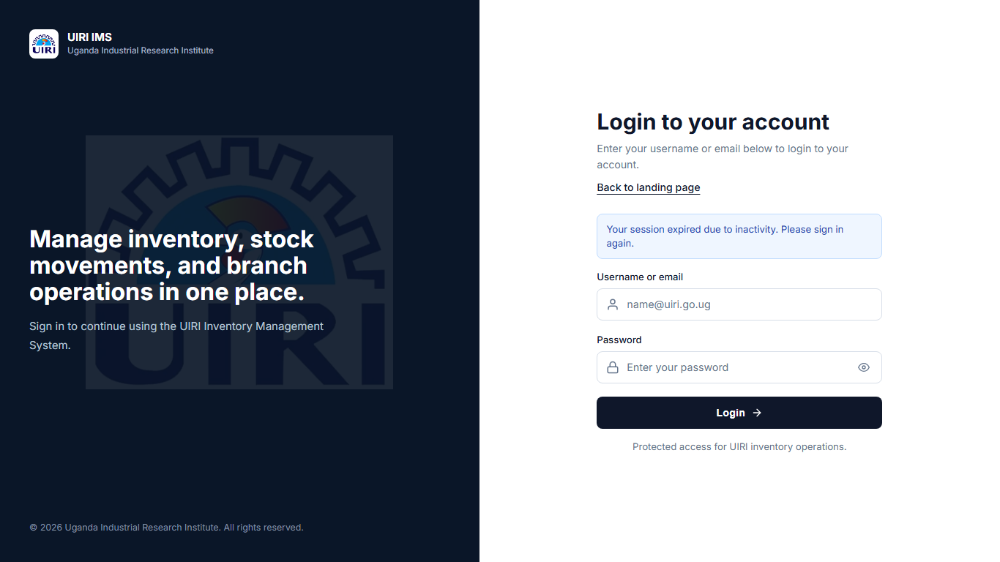 UIRI
UIRI IMS
Uganda Industrial Research Institute
UIRI
Manage inventory, stock
movements, and branch
operations in one place.
Sign in to continue using the UIRI Inventory Management
System.
© 2026 Uganda Industrial Research Institute. All rights reserved.
Login to your account
Enter your username or email below to login to your
account.
Back to landing page
Your session expired due to inactivity. Please sign in
again.
Username or email
name@uiri.go.ug
Password
Enter your password
Login
Protected access for UIRI inventory operations.